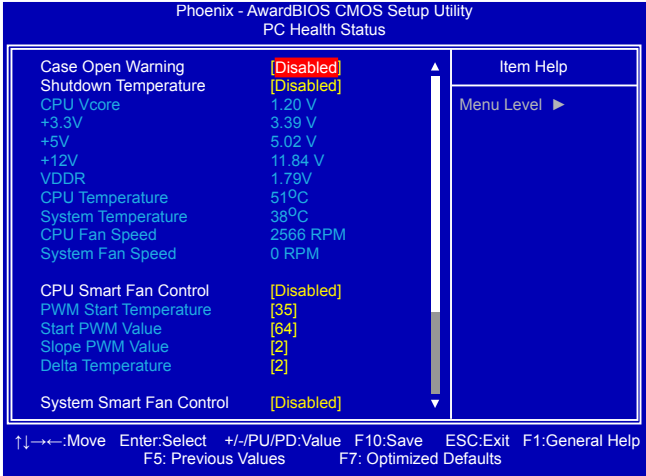 Phoenix - AwardBIOS CMOS Setup Utility
PC Health Status
Case Open Warning [Disabled]
Shutdown Temperature [Disabled]
CPU Vcore 1.20 V
+3.3V 3.39 V
+5V 5.02 V
+12V 11.84 V
VDDR 1.79V
CPU Temperature 51⁰C
System Temperature 38⁰C
CPU Fan Speed 2566 RPM
System Fan Speed 0 RPM
CPU Smart Fan Control [Disabled]
PWM Start Temperature [35]
Start PWM Value [64]
Slope PWM Value [2]
Delta Temperature [2]
System Smart Fan Control [Disabled]
Item Help
Menu Level ►
↑↓→←:Move Enter:Select +/-/PU/PD:Value F10:Save ESC:Exit F1:General Help
F5: Previous Values F7: Optimized Defaults